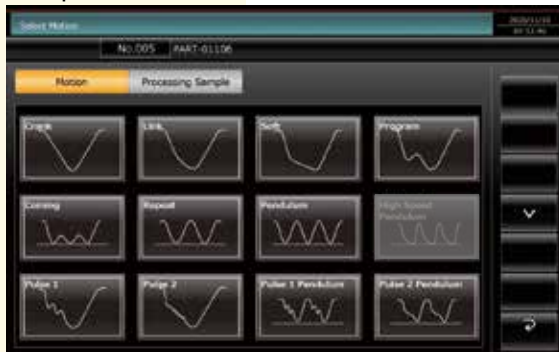 Select Motion
No.005 PART-01106
Motion Processing Sample
Crank Link Soft Program
Coining Repeat Pendulum High Speed Pendulum
Pulse 1 Pulse 2 Pulse 1 Pendulum Pulse 2 Pendulum